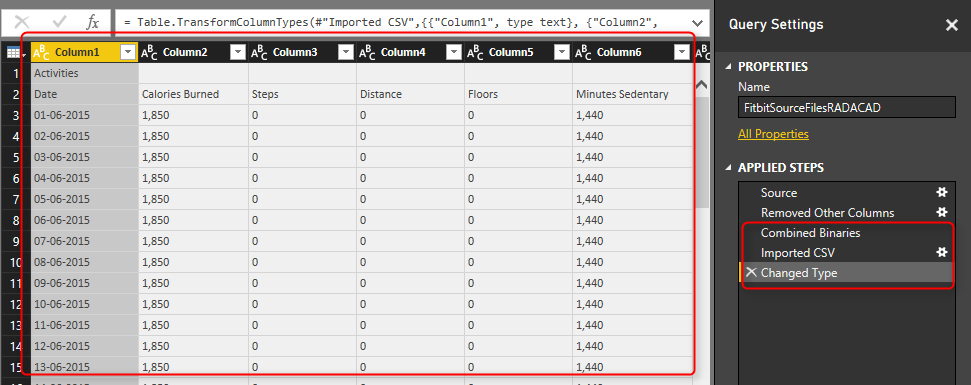 = Table.TransformColumnTypes(#"Imported CSV",{{"Column1", type text}, {"Column2",
Query Settings
ABC Column1 ABC Column2 ABC Column3 ABC Column4 ABC Column5 ABC Column6 ABC
1 Activities
2 Date Calories Burned Steps Distance Floors Minutes Sedentary
3 01-06-2015 1,850 0 0 0 1,440
4 02-06-2015 1,850 0 0 0 1,440
5 03-06-2015 1,850 0 0 0 1,440
6 04-06-2015 1,850 0 0 0 1,440
7 05-06-2015 1,850 0 0 0 1,440
8 06-06-2015 1,850 0 0 0 1,440
9 07-06-2015 1,850 0 0 0 1,440
10 08-06-2015 1,850 0 0 0 1,440
11 09-06-2015 1,850 0 0 0 1,440
12 10-06-2015 1,850 0 0 0 1,440
13 11-06-2015 1,850 0 0 0 1,440
14 12-06-2015 1,850 0 0 0 1,440
15 13-06-2015 1,850 0 0 0 1,440
PROPERTIES
Name
FitbitSourceFilesRADACAD
All Properties
APPLIED STEPS
Source
Removed Other Columns
Combined Binaries
Imported CSV
Changed Type